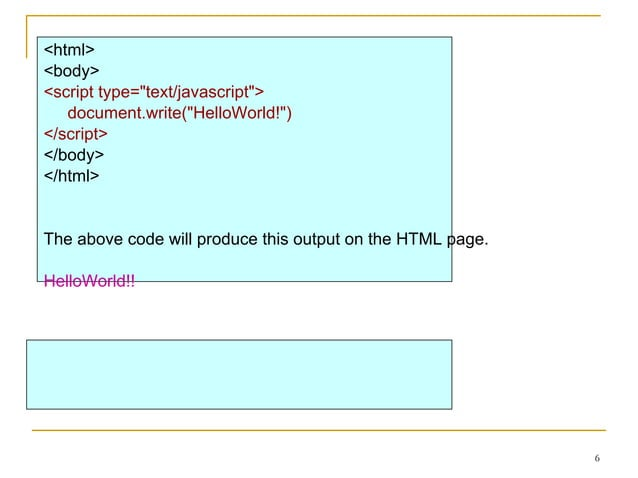 <html>
<body>
<script type="text/javascript">
document.write("HelloWorld!")
</script>
</body>
</html>
The above code will produce this output on the HTML page.
HelloWorld!!
6